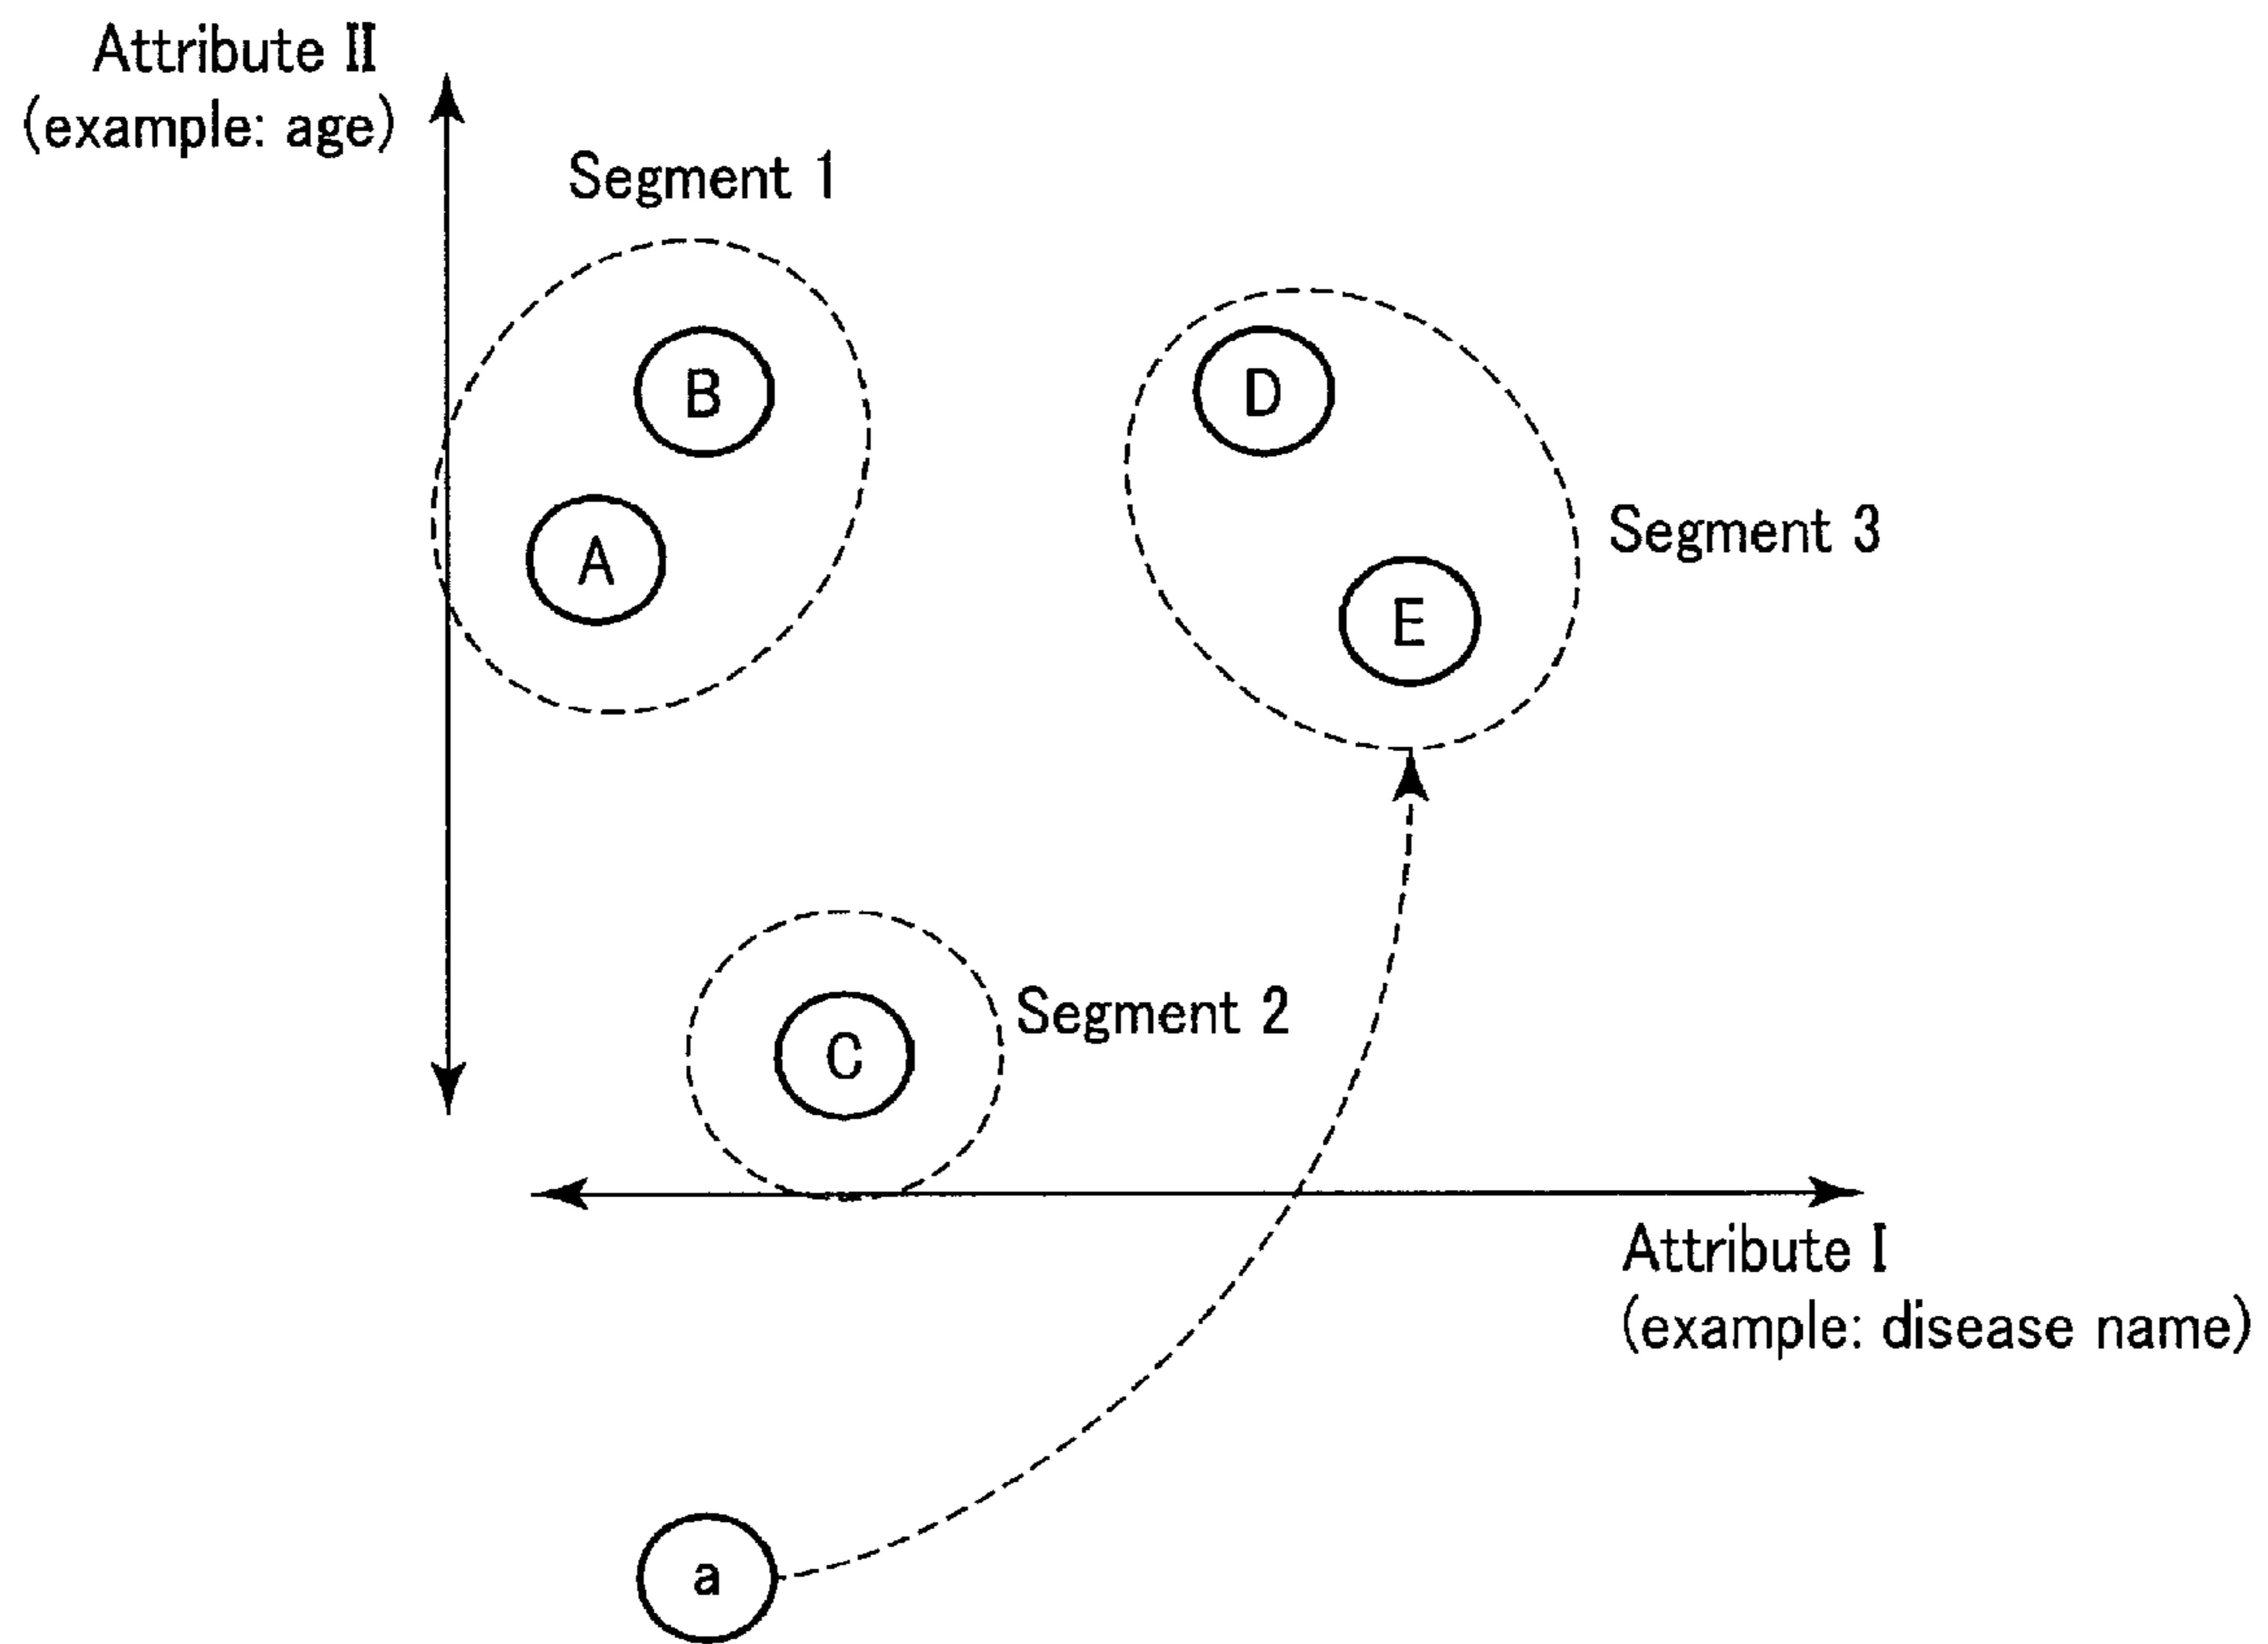 Attribute II
(example: age)
Segment 1
B
D
A
Segment 3
E
Segment 2
C
Attribute I
(example: disease name)
a